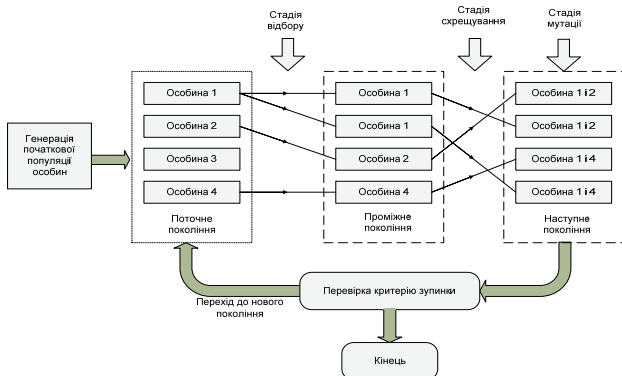 Стадія
відбору
Стадія
схрещування
Стадія
мутації
Генерація
початкової
популяції
особин
Особина 1
Особина 2
Особина 3
Особина 4
Поточне
покоління
Особина 1
Особина 1
Особина 2
Особина 4
Проміжне
покоління
Особина 1 і 2
Особина 1 і 2
Особина 1 і 4
Особина 1 і 4
Наступне
покоління
Перехід до нового
покоління
Перевірка критерію зупинки
Кінець